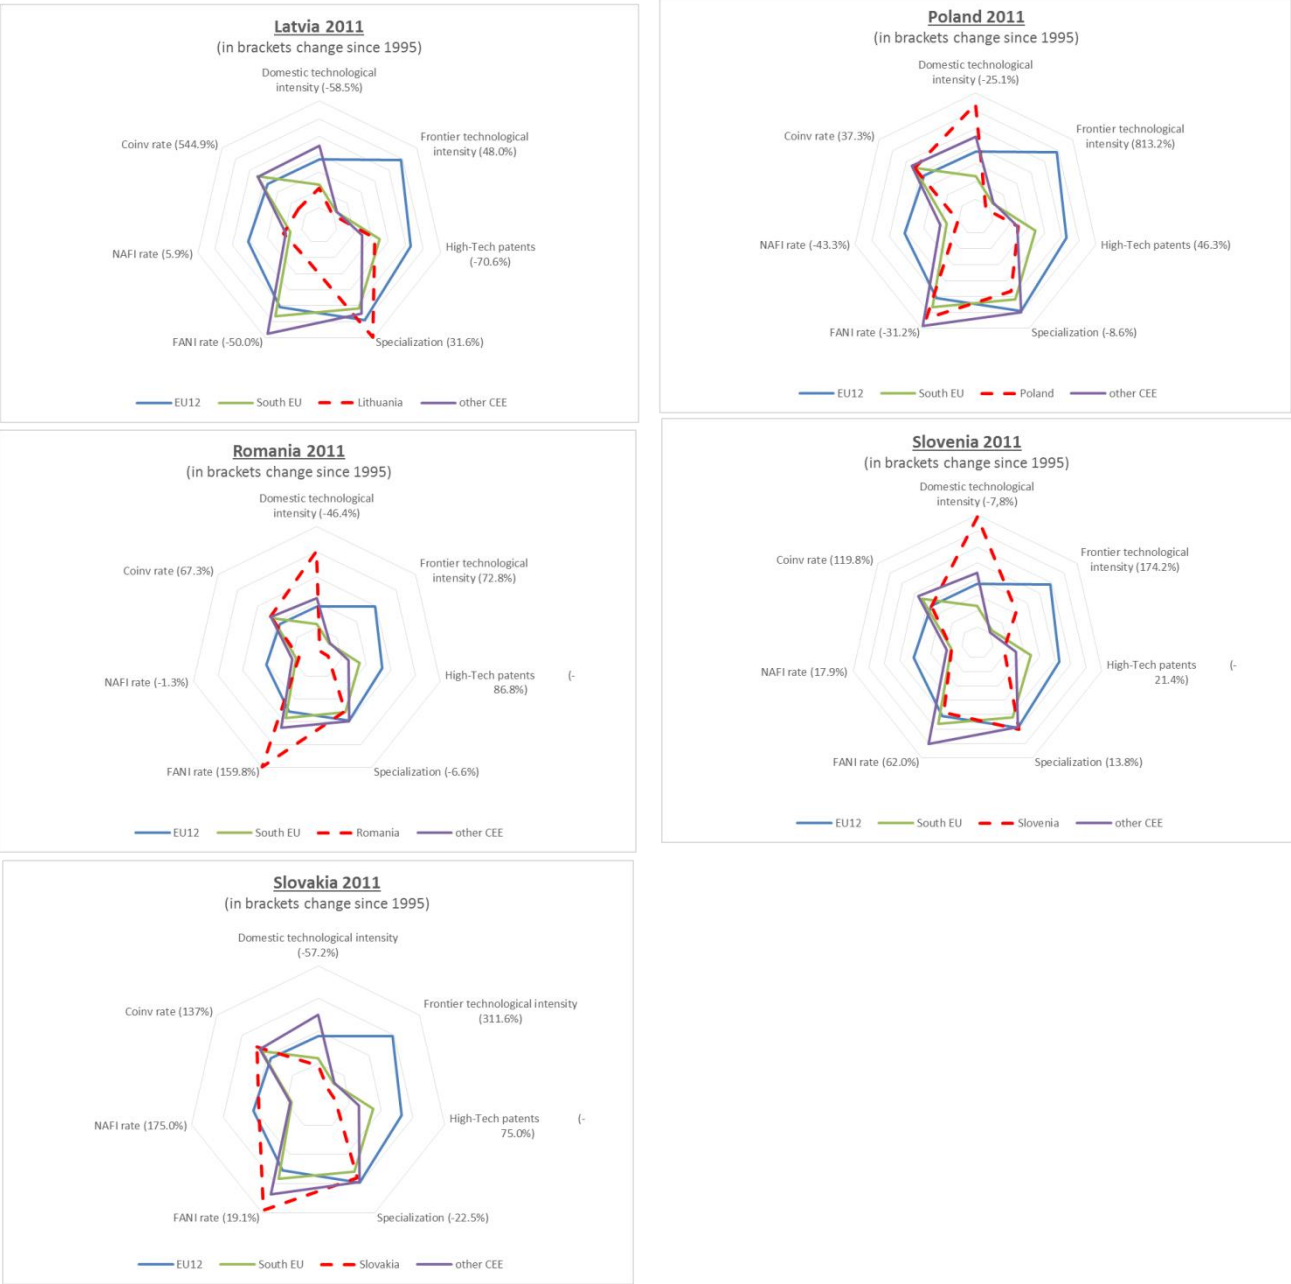 Latvia 2011
(in brackets change since 1995)
Domestic technological
intensity (-58.5%)
Frontier technological
intensity (48.0%)
High-Tech patents
(-70.6%)
Specialization (31.6%)
FANI rate (-50.0%)
NAFI rate (5.9%)
Coinv rate (544.9%)
EU12
South EU
Lithuania
other CEE
Poland 2011
(in brackets change since 1995)
Domestic technological
intensity (-25.1%)
Frontier technological
intensity (813.2%)
High-Tech patents (46.3%)
Specialization (-8.6%)
FANI rate (-31.2%)
NAFI rate (-43.3%)
Coinv rate (37.3%)
EU12
South EU
Poland
other CEE
Romania 2011
(in brackets change since 1995)
Domestic technological
intensity (-46.4%)
Frontier technological
intensity (72.8%)
High-Tech patents (-
86.8%)
Specialization (-6.6%)
FANI rate (159.8%)
NAFI rate (-1.3%)
Coinv rate (67.3%)
EU12
South EU
Romania
other CEE
Slovenia 2011
(in brackets change since 1995)
Domestic technological
intensity (-7,8%)
Frontier technological
intensity (174.2%)
High-Tech patents (-
21.4%)
Specialization (13.8%)
FANI rate (62.0%)
NAFI rate (17.9%)
Coinv rate (119.8%)
EU12
South EU
Slovenia
other CEE
Slovakia 2011
(in brackets change since 1995)
Domestic technological intensity
(-57.2%)
Frontier technological intensity
(311.6%)
High-Tech patents (-
75.0%)
Specialization (-22.5%)
FANI rate (19.1%)
NAFI rate (175.0%)
Coinv rate (137%)
EU12
South EU
Slovakia
other CEE